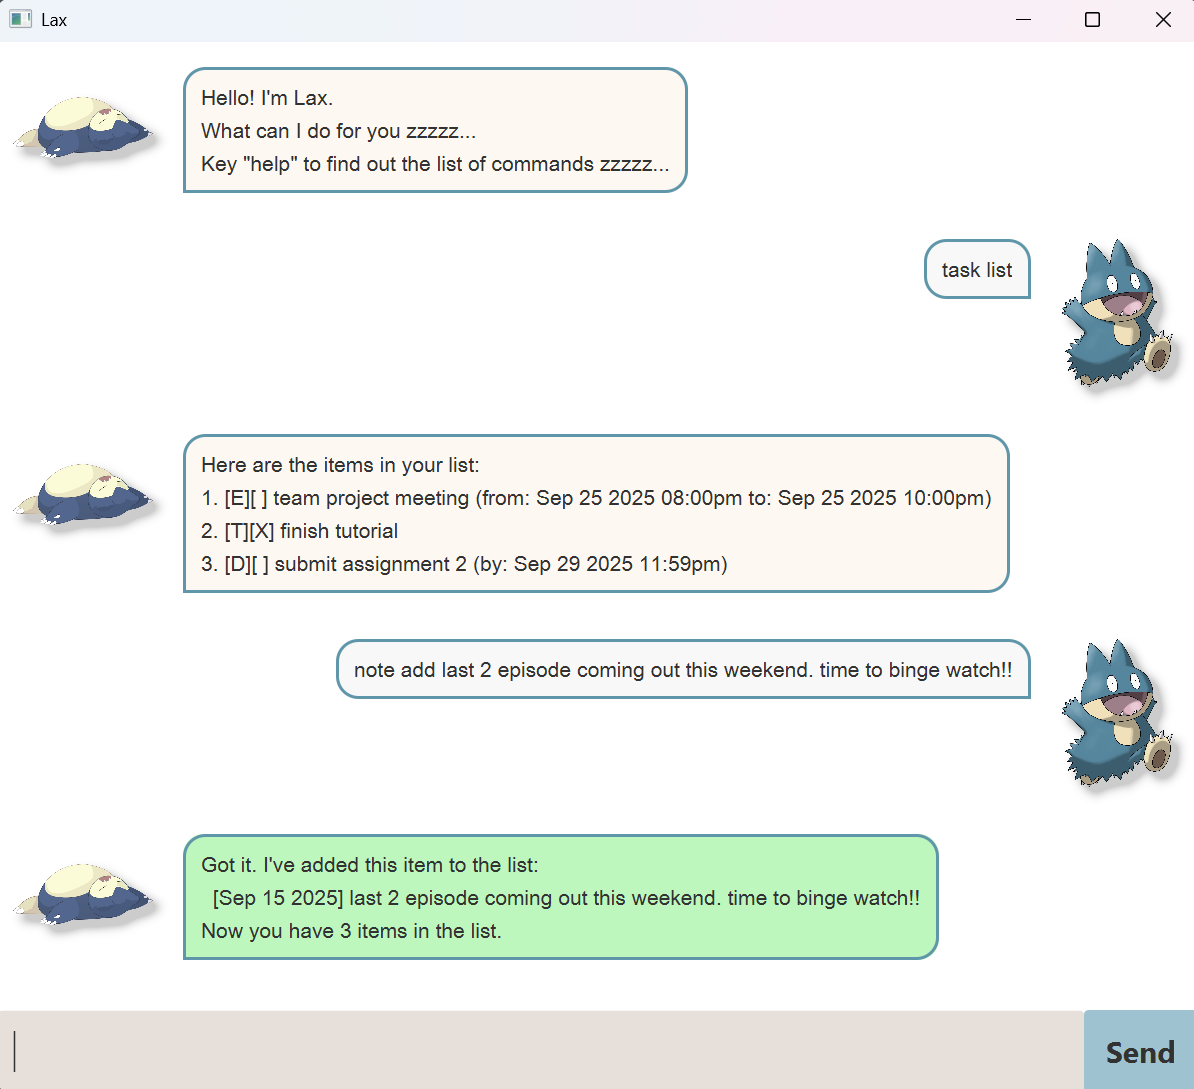 Lax
Hello! I'm Lax.
What can I do for you zzzzz...
Key "help" to find out the list of commands zzzzz...
task list
Here are the items in your list:
1. [E][ ] team project meeting (from: Sep 25 2025 08:00pm to: Sep 25 2025 10:00pm)
2. [T][X] finish tutorial
3. [D][ ] submit assignment 2 (by: Sep 29 2025 11:59pm)
note add last 2 episode coming out this weekend. time to binge watch!!
Got it. I've added this item to the list:
[Sep 15 2025] last 2 episode coming out this weekend. time to binge watch!!
Now you have 3 items in the list.
Send